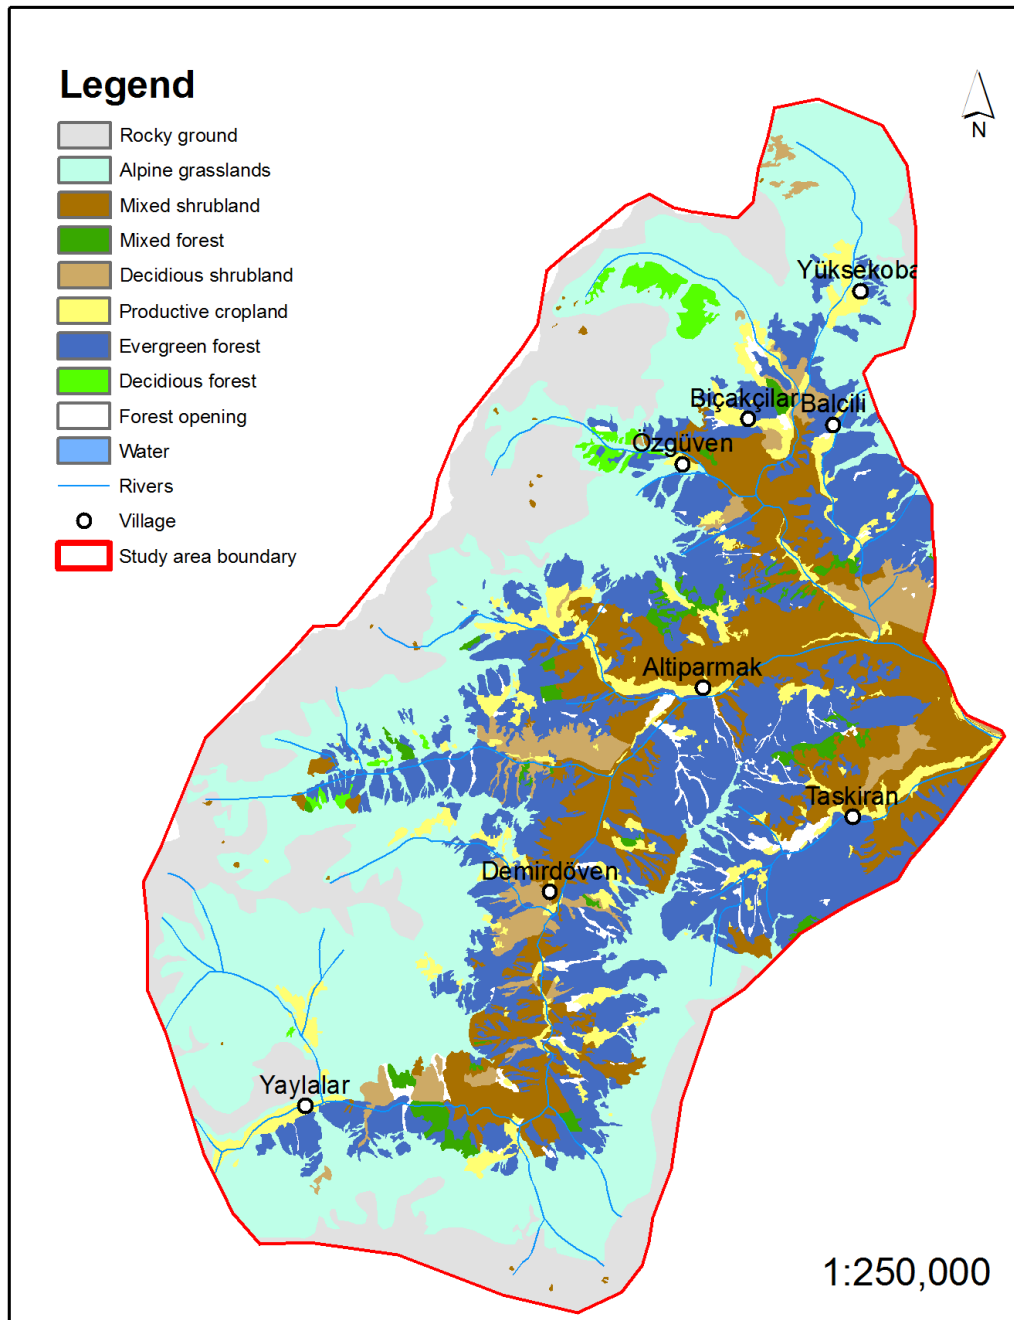 Legend
Rocky ground
Alpine grasslands
Mixed shrubland
Mixed forest
Decidious shrubland
Productive cropland
Evergreen forest
Decidious forest
Forest opening
Water
Rivers
Village
Study area boundary
N
Yüksekoba
Biçakçilar
Balcili
Özgüven
Altiparmak
Taskiran
Demirdöven
Yaylalar
1:250,000